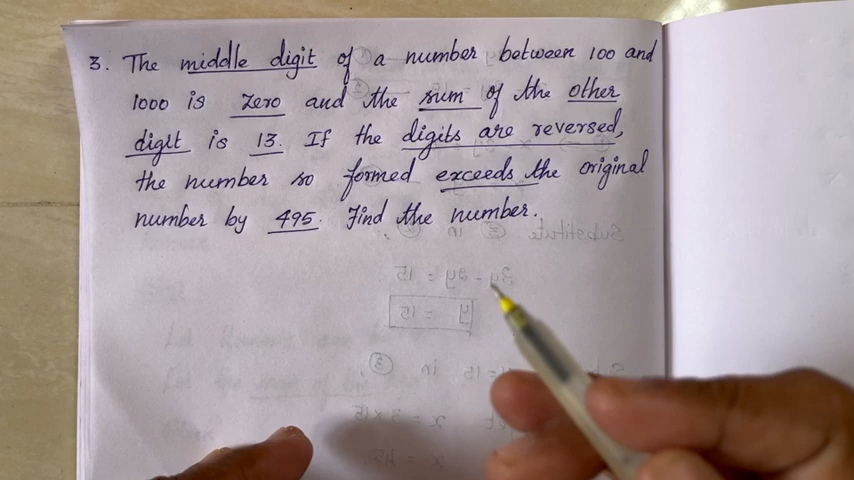 3. The middle digit of a number between 100 and
1000 is zero and the sum of the other
digit is 13. If the digits are reversed,
the number so formed exceeds the original
number by 495. Find the number.